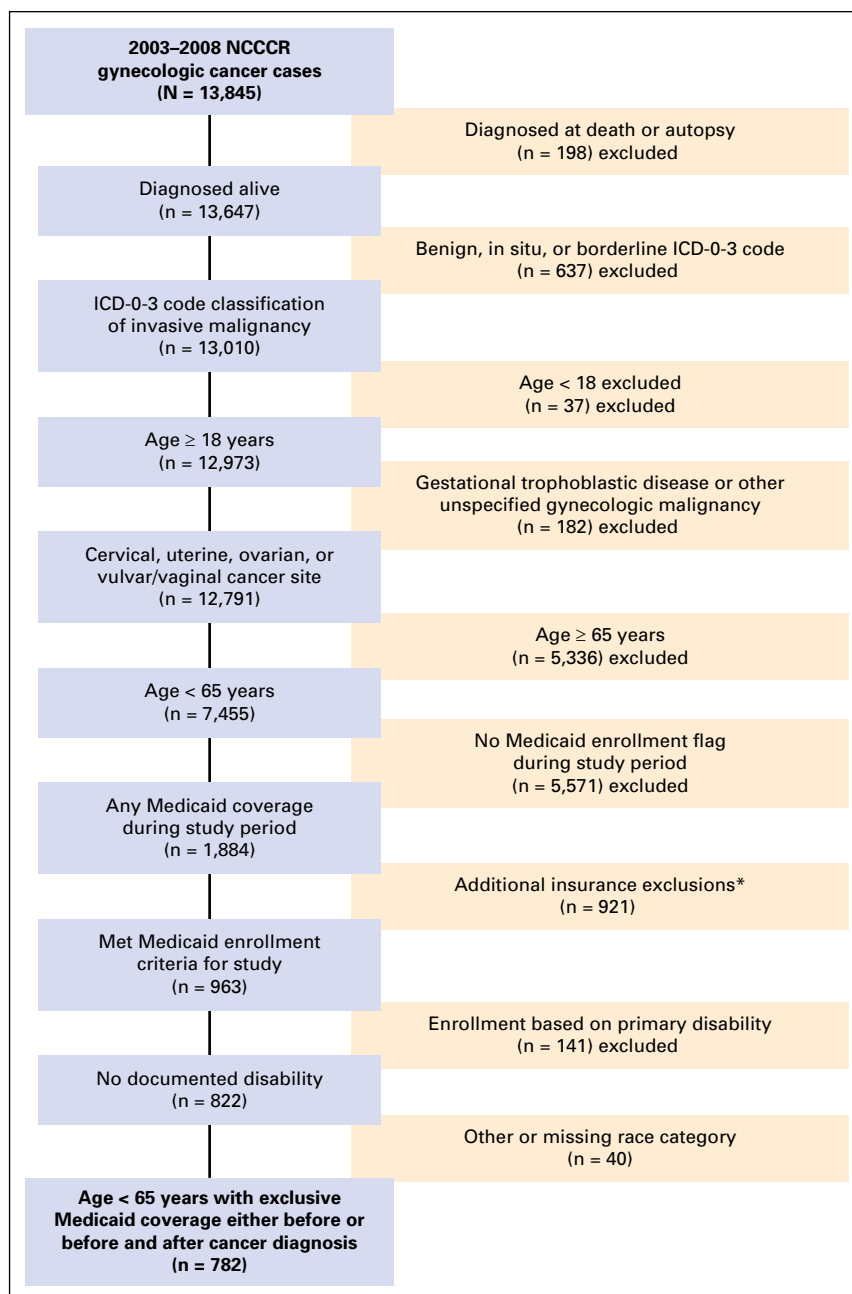 2003–2008 NCCCR
gynecologic cancer cases
(N = 13,845)
Diagnosed at death or autopsy
(n = 198) excluded
Diagnosed alive
(n = 13,647)
Benign, in situ, or borderline ICD-0-3 code
(n = 637) excluded
ICD-0-3 code classification
of invasive malignancy
(n = 13,010)
Age < 18 excluded
(n = 37) excluded
Age ≥ 18 years
(n = 12,973)
Gestational trophoblastic disease or other
unspecified gynecologic malignancy
(n = 182) excluded
Cervical, uterine, ovarian, or
vulvar/vaginal cancer site
(n = 12,791)
Age ≥ 65 years
(n = 5,336) excluded
Age < 65 years
(n = 7,455)
No Medicaid enrollment flag
during study period
(n = 5,571) excluded
Any Medicaid coverage
during study period
(n = 1,884)
Additional insurance exclusions*
(n = 921)
Met Medicaid enrollment
criteria for study
(n = 963)
Enrollment based on primary disability
(n = 141) excluded
No documented disability
(n = 822)
Other or missing race category
(n = 40)
Age < 65 years with exclusive
Medicaid coverage either before or
before and after cancer diagnosis
(n = 782)